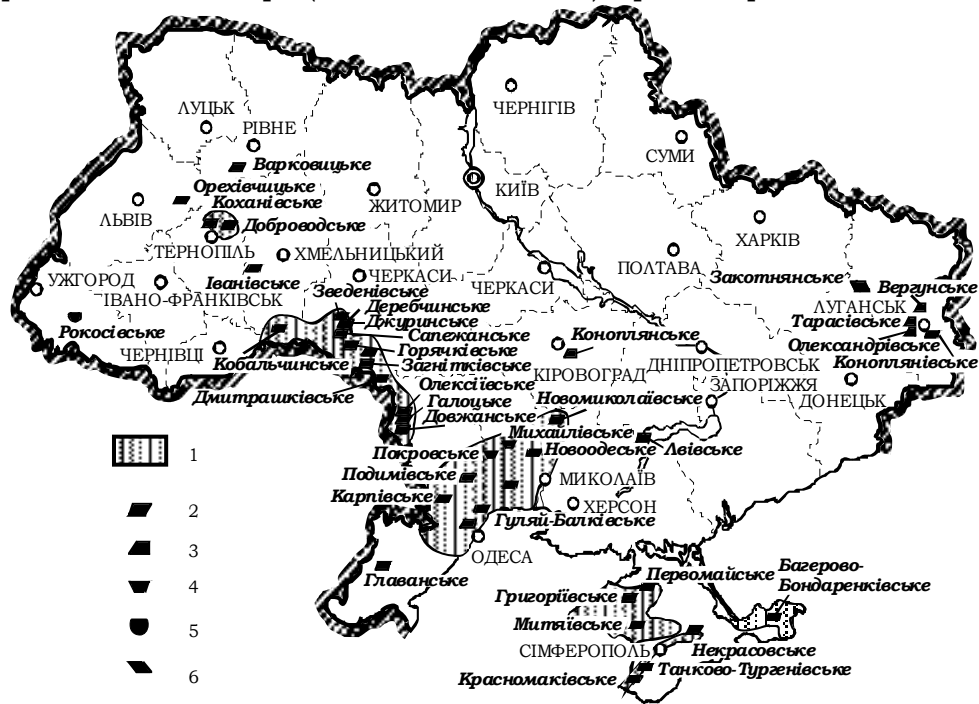 ЧЕРНІГІВ
ЛУЦЬК
РІВНЕ
СУМИ
Варковицьке
Орехівчицьке
КИЇВ
Коханівське
ЖИТОМИР
ЛЬВІВ
Доброводське
ХАРКІВ
ТЕРНОПІЛЬ
ХМЕЛЬНИЦЬКИЙ
ПОЛТАВА
УЖГОРОД
Іванівське
ЧЕРКАСИ
ЧЕРКАСИ
Закотнянське
Вергунське
ІВАНО-ФРАНКІВСЬК
Зведенівське
Деребчинське
ЛУГАНСЬК
Рокосівське
Джуринське
Тарасівське
Сапежанське
Коноплянське
Олександрівське
ЧЕРНІВЦІ
Горячківське
Кобальчинське
Загнітківське
КІРОВОГРАД
ДНІПРОПЕТРОВСЬК
Коноплянівське
Олексіївське
ЗАПОРІЖЖЯ
Дмитрашківське
Галоцьке
Новомиколаївське
ДОНЕЦЬК
Довжанське
Михайлівське
1
Покровське
Новоодеське
Лвівське
Подимівське
МИКОЛАЇВ
Карпівське
ХЕРСОН
2
Гуляй-Балківське
3
ОДЕСА
Главанське
Первомайське
Багерово-
Бондаренківське
4
Григоріївське
5
Митяївське
СІМФЕРОПОЛЬ
Некрасовське
6
Красномаківське
Танково-Тургенівське